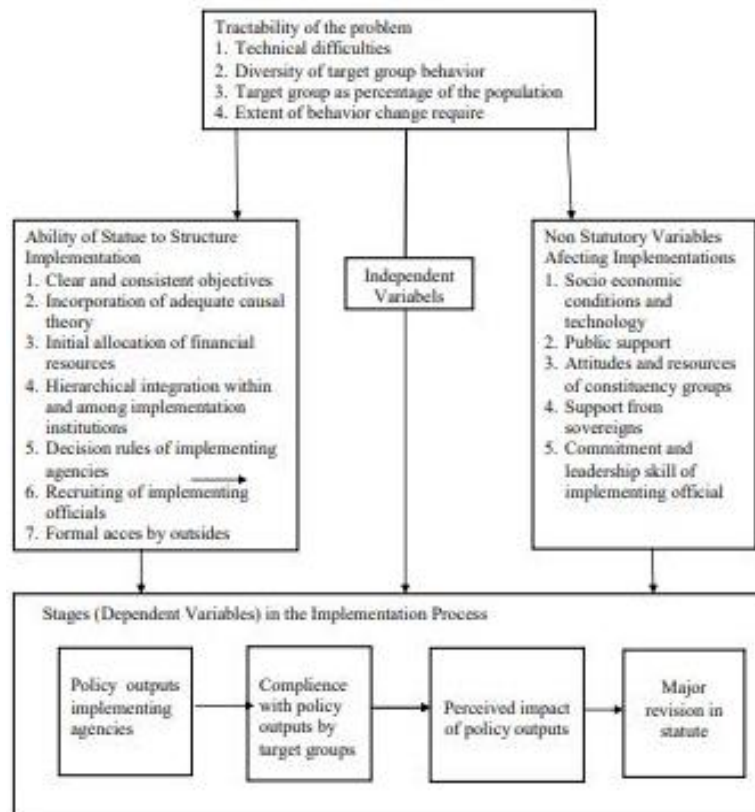 Tractability of the problem
1. Technical difficulties
2. Diversity of target group behavior
3. Target group as percentage of the population
4. Extent of behavior change require
Ability of Statue to Structure
Implementation
1. Clear and consistent objectives
2. Incorporation of adequate causal
theory
3. Initial allocation of financial
resources
4. Hierarchical integration within
and among implementation
institutions
5. Decision rules of implementing
agencies
6. Recruiting of implementing
officials
7. Formal acces by outsides
Independent
Variabels
Non Statutory Variables
Afecting Implementations
1. Socio economic
conditions and
technology
2. Public support
3. Attitudes and resources
of constituency groups
4. Support from
sovereigns
5. Commitment and
leadership skill of
implementing official
Stages (Dependent Variables) in the Implementation Process
Policy outputs
implementing
agencies
Complience
with policy
outputs by
target groups
Perceived impact
of policy outputs
Major
revision in
statute